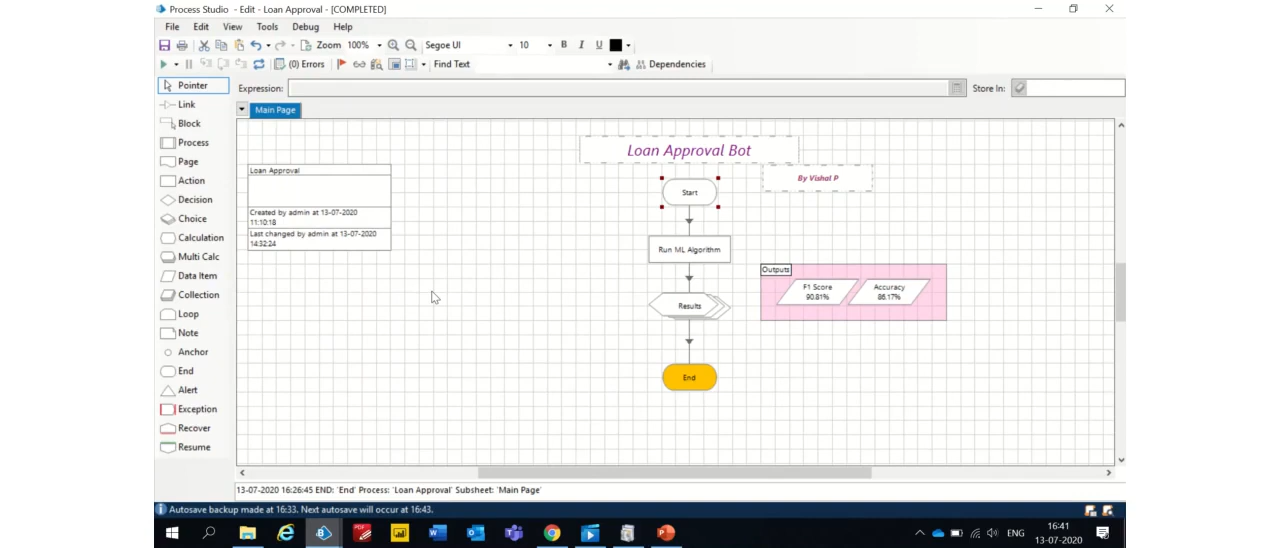 Process Studio - Edit - Loan Approval - [COMPLETED]
File Edit View Tools Debug Help
Zoom 100% Segoe UI 10 B I U
(0) Errors Find Text Dependencies
Pointer
Expression: Store In:
Link
Main Page
Block
Process
Page
Action
Decision
Choice
Calculation
Multi Calc
Data Item
Collection
Loop
Note
Anchor
End
Alert
Exception
Recover
Resume
Loan Approval Bot
By Vishal P
Loan Approval
Created by admin at 13-07-2020
11:10:18
Last changed by admin at 13-07-2020
14:32:24
Start
Run ML Algorithm
Results
End
Outputs
F1 Score
90.81%
Accuracy
86.17%
13-07-2020 16:26:45 END: 'End' Process: 'Loan Approval' Subsheet: 'Main Page'
Autosave backup made at 16:33. Next autosave will occur at 16:43.
ENG
16:41
13-07-2020